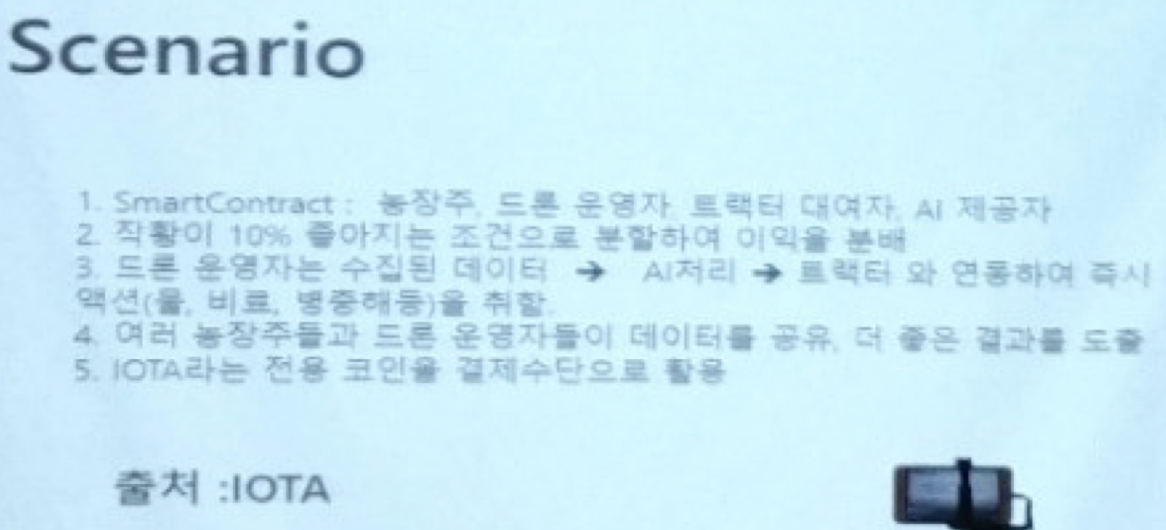 Scenario
1. SmartContract : 농장주, 드론 운영자, 트랙터 대여자, AI 제공자
2. 작황이 10% 좋아지는 조건으로 분할하여 이익을 분배
3. 드론 운영자는 수집된 데이터 → AI처리 → 트랙터 와 연동하여 즉시
액션(물, 비료, 병충해등)을 취함.
4. 여러 농장주들과 드론 운영자들이 데이터를 공유, 더 좋은 결과를 도출
5. IOTA라는 전용 코인을 결제수단으로 활용
출처 :IOTA